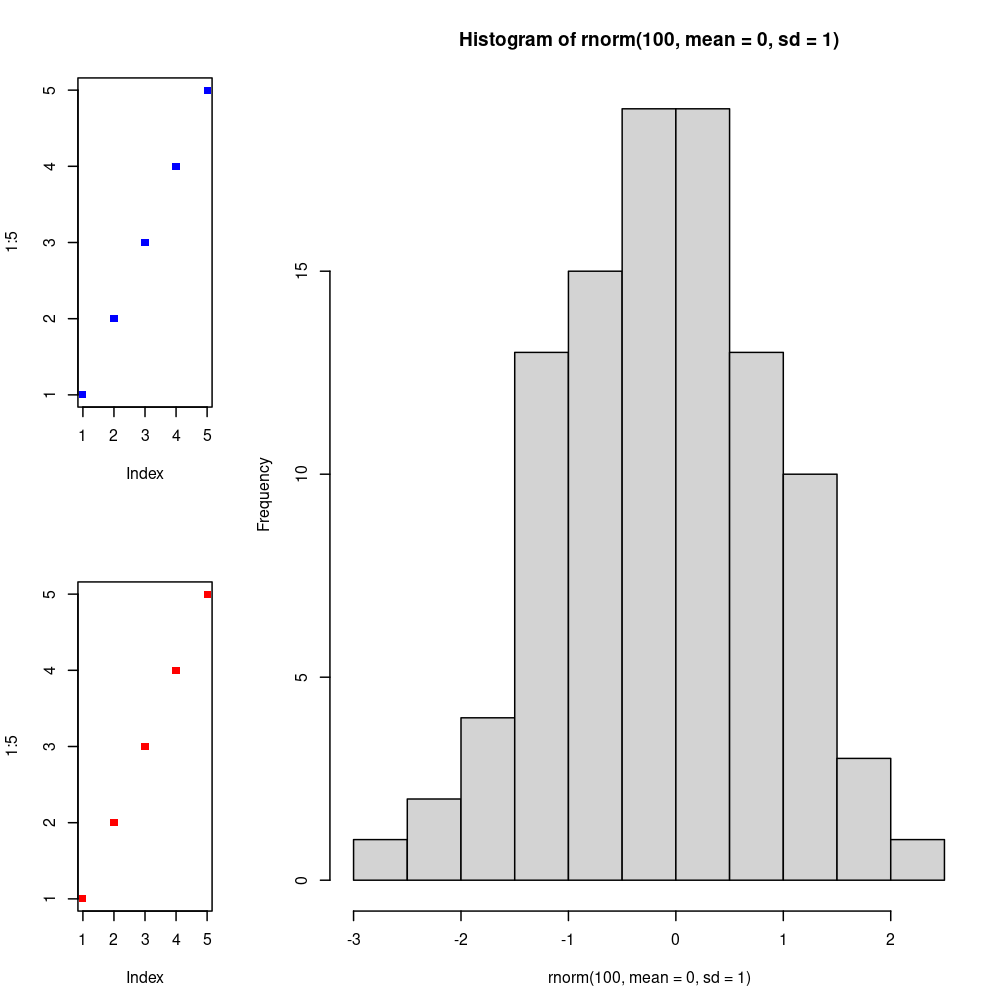 Histogram of rnorm(100, mean = 0, sd = 1)
5
4
3
2
1
1:5
1 2 3 4 5
Index
5
4
3
2
1
1:5
1 2 3 4 5
Index
15
10
5
0
Frequency
-3 -2 -1 0 1 2
rnorm(100, mean = 0, sd = 1)